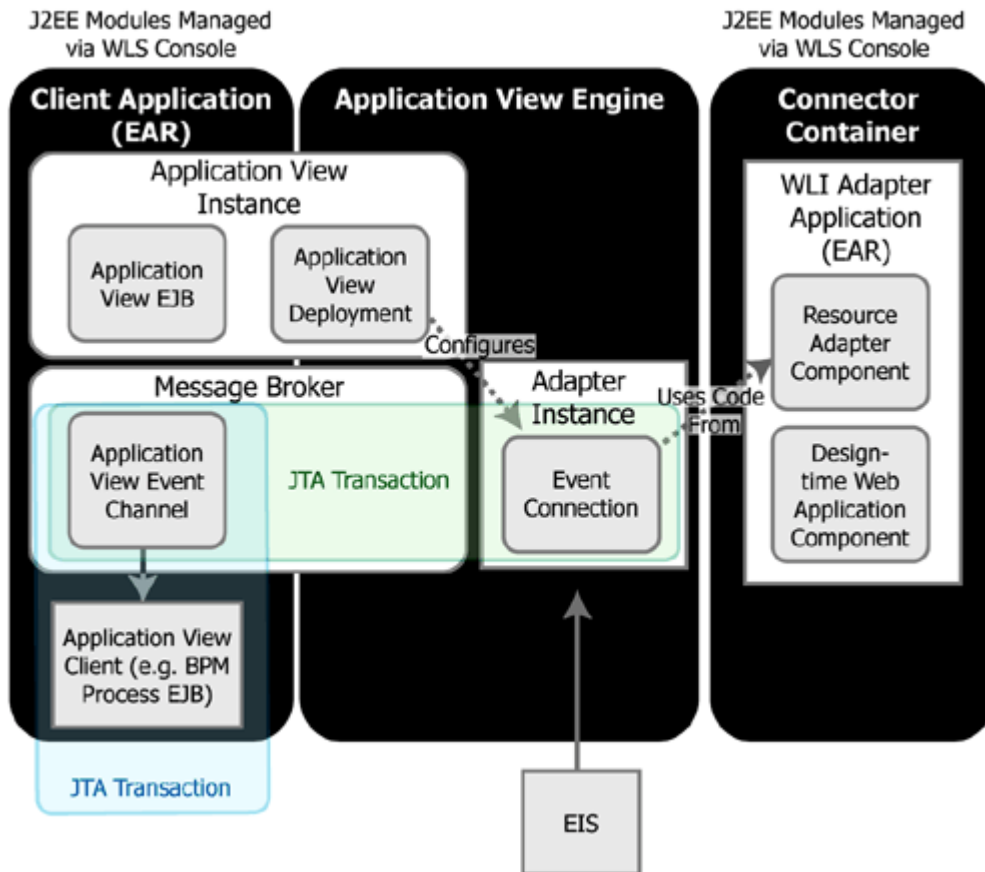 J2EE Modules Managed
via WLS Console
J2EE Modules Managed
via WLS Console
Client Application
(EAR)
Application View Engine
Connector
Container
Application View
Instance
Application
View EJB
Application
View
Deployment
Configures
WLI Adapter
Application
(EAR)
Resource
Adapter
Component
Design-
time Web
Application
Component
Message Broker
Application
View Event
Channel
JTA Transaction
Adapter
Instance
Event
Connection
Uses Code
From
Application View
Client (e.g. BPM
Process EJB)
JTA Transaction
EIS